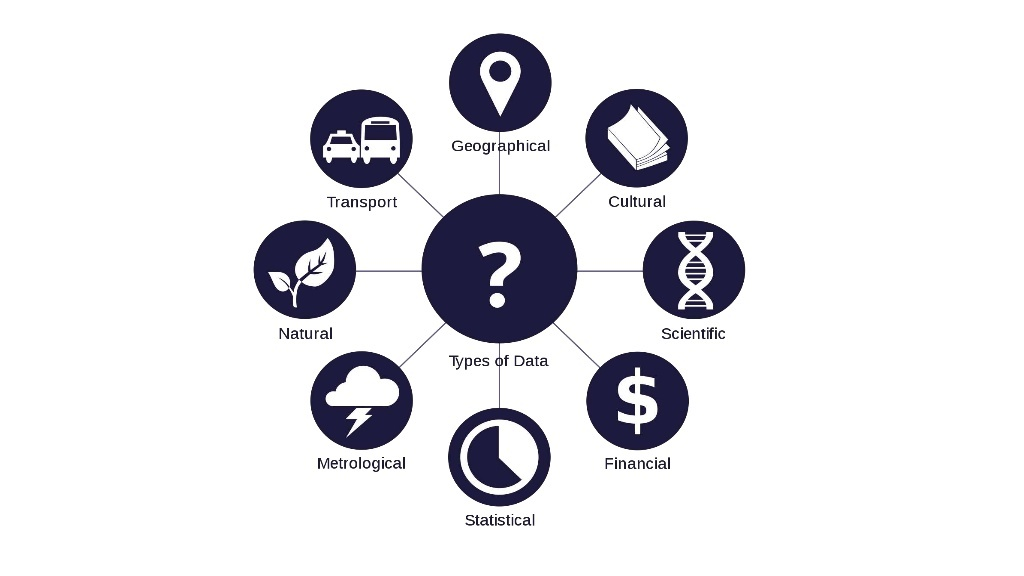 Geographical
Transport
Cultural
?
Natural
Scientific
Types of Data
$
Metrological
Financial
Statistical